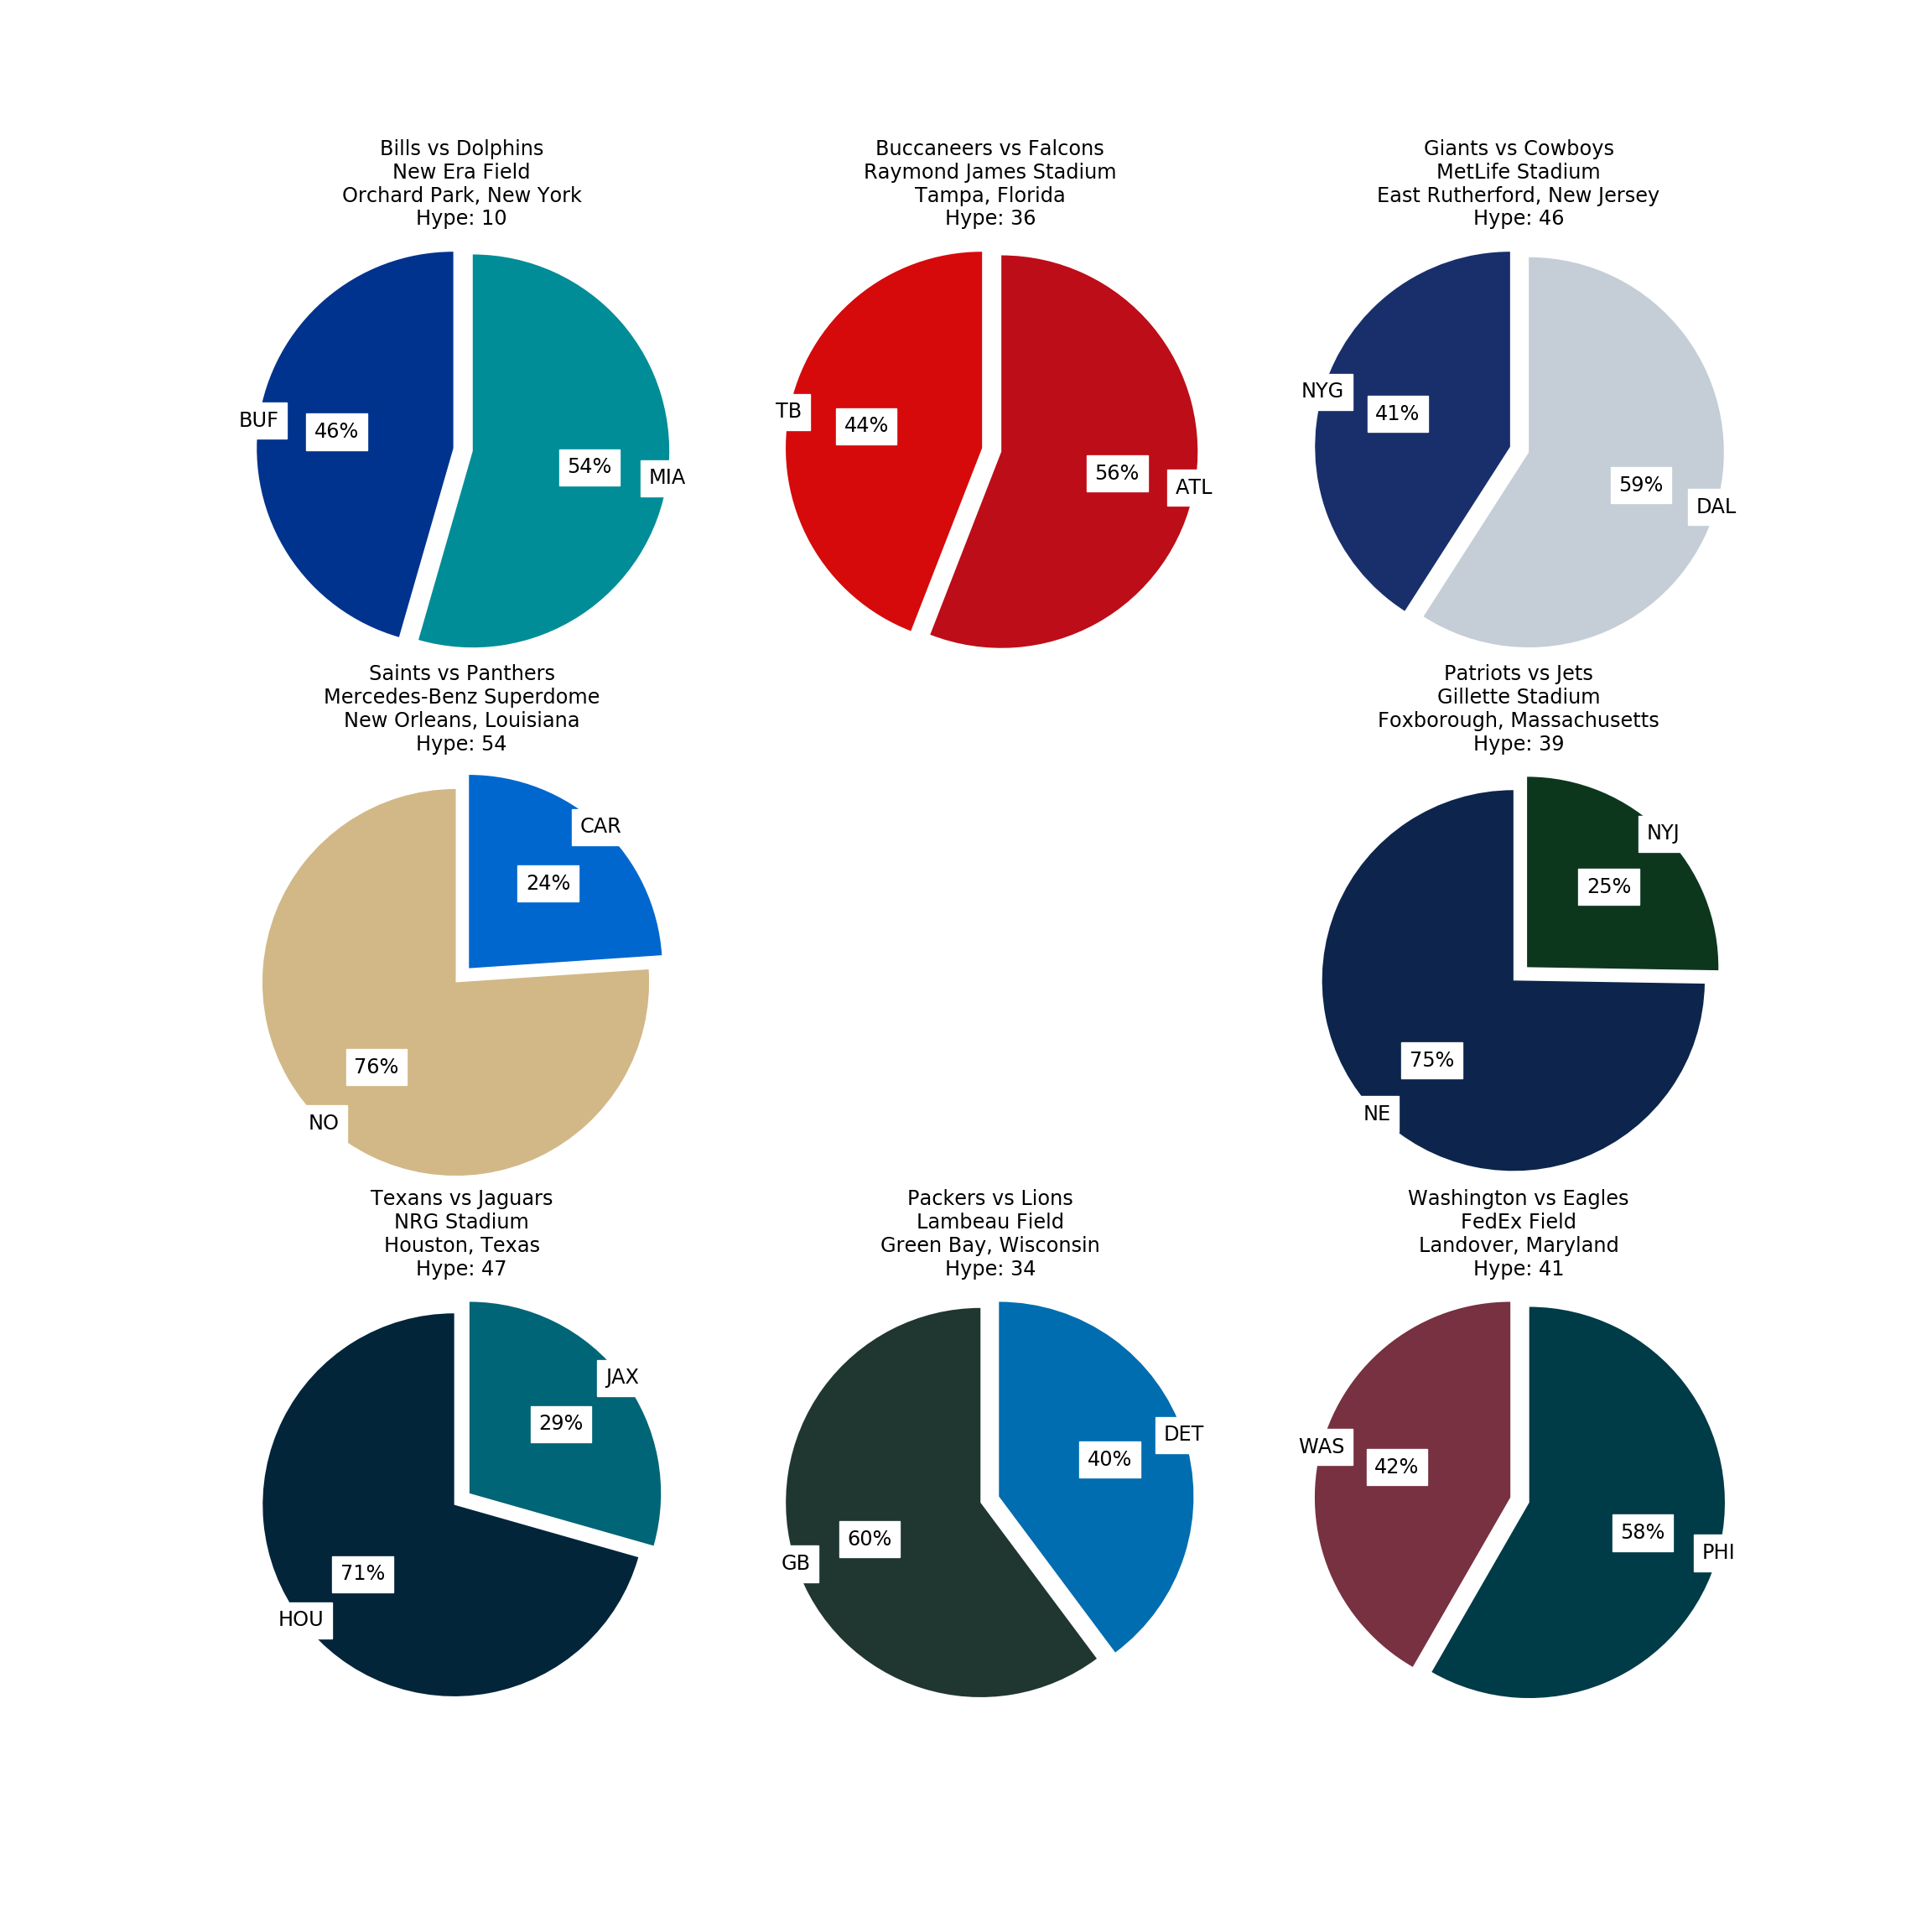 Bills vs Dolphins
New Era Field
Orchard Park, New York
Hype: 10
BUF
46%
54%
MIA
Buccaneers vs Falcons
Raymond James Stadium
Tampa, Florida
Hype: 36
TB
44%
56%
ATL
Giants vs Cowboys
MetLife Stadium
East Rutherford, New Jersey
Hype: 46
NYG
41%
59%
DAL
Saints vs Panthers
Mercedes-Benz Superdome
New Orleans, Louisiana
Hype: 54
CAR
24%
76%
NO
Patriots vs Jets
Gillette Stadium
Foxborough, Massachusetts
Hype: 39
NYJ
25%
75%
NE
Texans vs Jaguars
NRG Stadium
Houston, Texas
Hype: 47
JAX
29%
71%
HOU
Packers vs Lions
Lambeau Field
Green Bay, Wisconsin
Hype: 34
DET
40%
60%
GB
Washington vs Eagles
FedEx Field
Landover, Maryland
Hype: 41
WAS
42%
58%
PHI